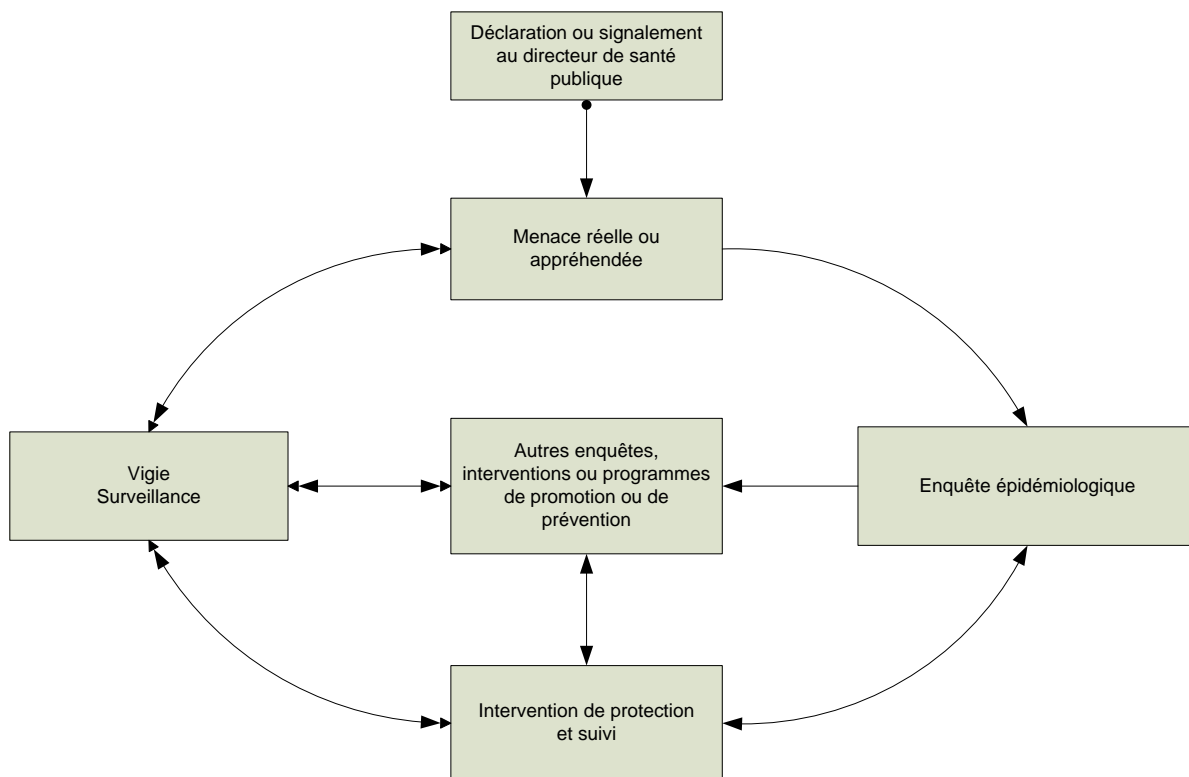 Déclaration ou signalement
au directeur de santé
publique
Menace réelle ou
appréhendée
Vigie
Surveillance
Autres enquêtes,
interventions ou programmes
de promotion ou de
prévention
Enquête épidémiologique
Intervention de protection
et suivi